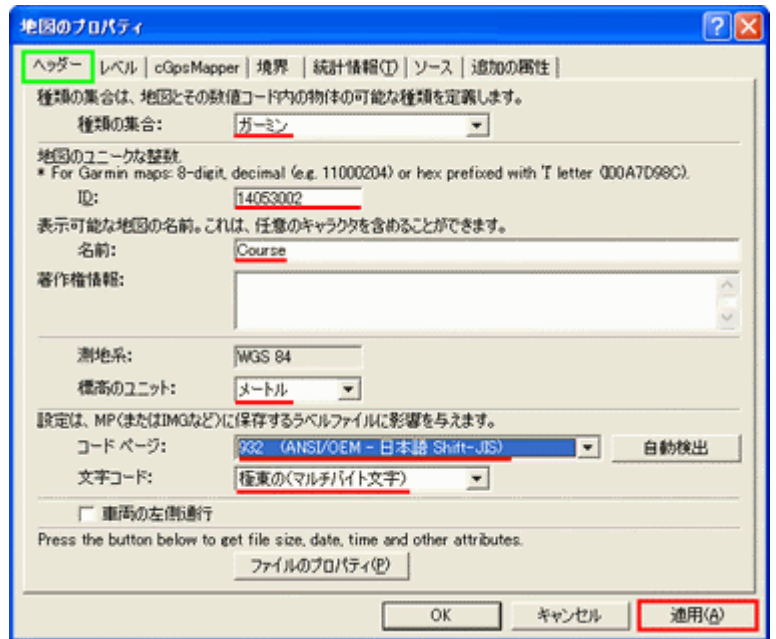 地図のプロパティ
ヘッダー レベル cGpsMapper 境界 統計情報(T) ソース 追加の属性
種類の集合は、地図とその数値コード内の物体の可能な種類を定義します。
種類の集合: ガーミン
地図のユニークな整数.
* For Garmin maps: 8-digit, decimal (e.g. 11000204) or hex prefixed with 'I' letter (I00A7D98C).
ID: 14053002
表示可能な地図の名前。これは、任意のキャラクタを含めることができます。
名前: Course
著作権情報:
測地系: WGS 84
標高のユニット: メートル
設定は、MP(またはIMGなど)に保存するラベルファイルに影響を与えます。
コード ページ: 932 (ANSI/OEM - 日本語 Shift-JIS) 自動検出
文字コード: 極東の(マルチバイト文字)
車両の左側通行
Press the button below to get file size, date, time and other attributes.
ファイルのプロパティ(P)
OK キャンセル 適用(A)